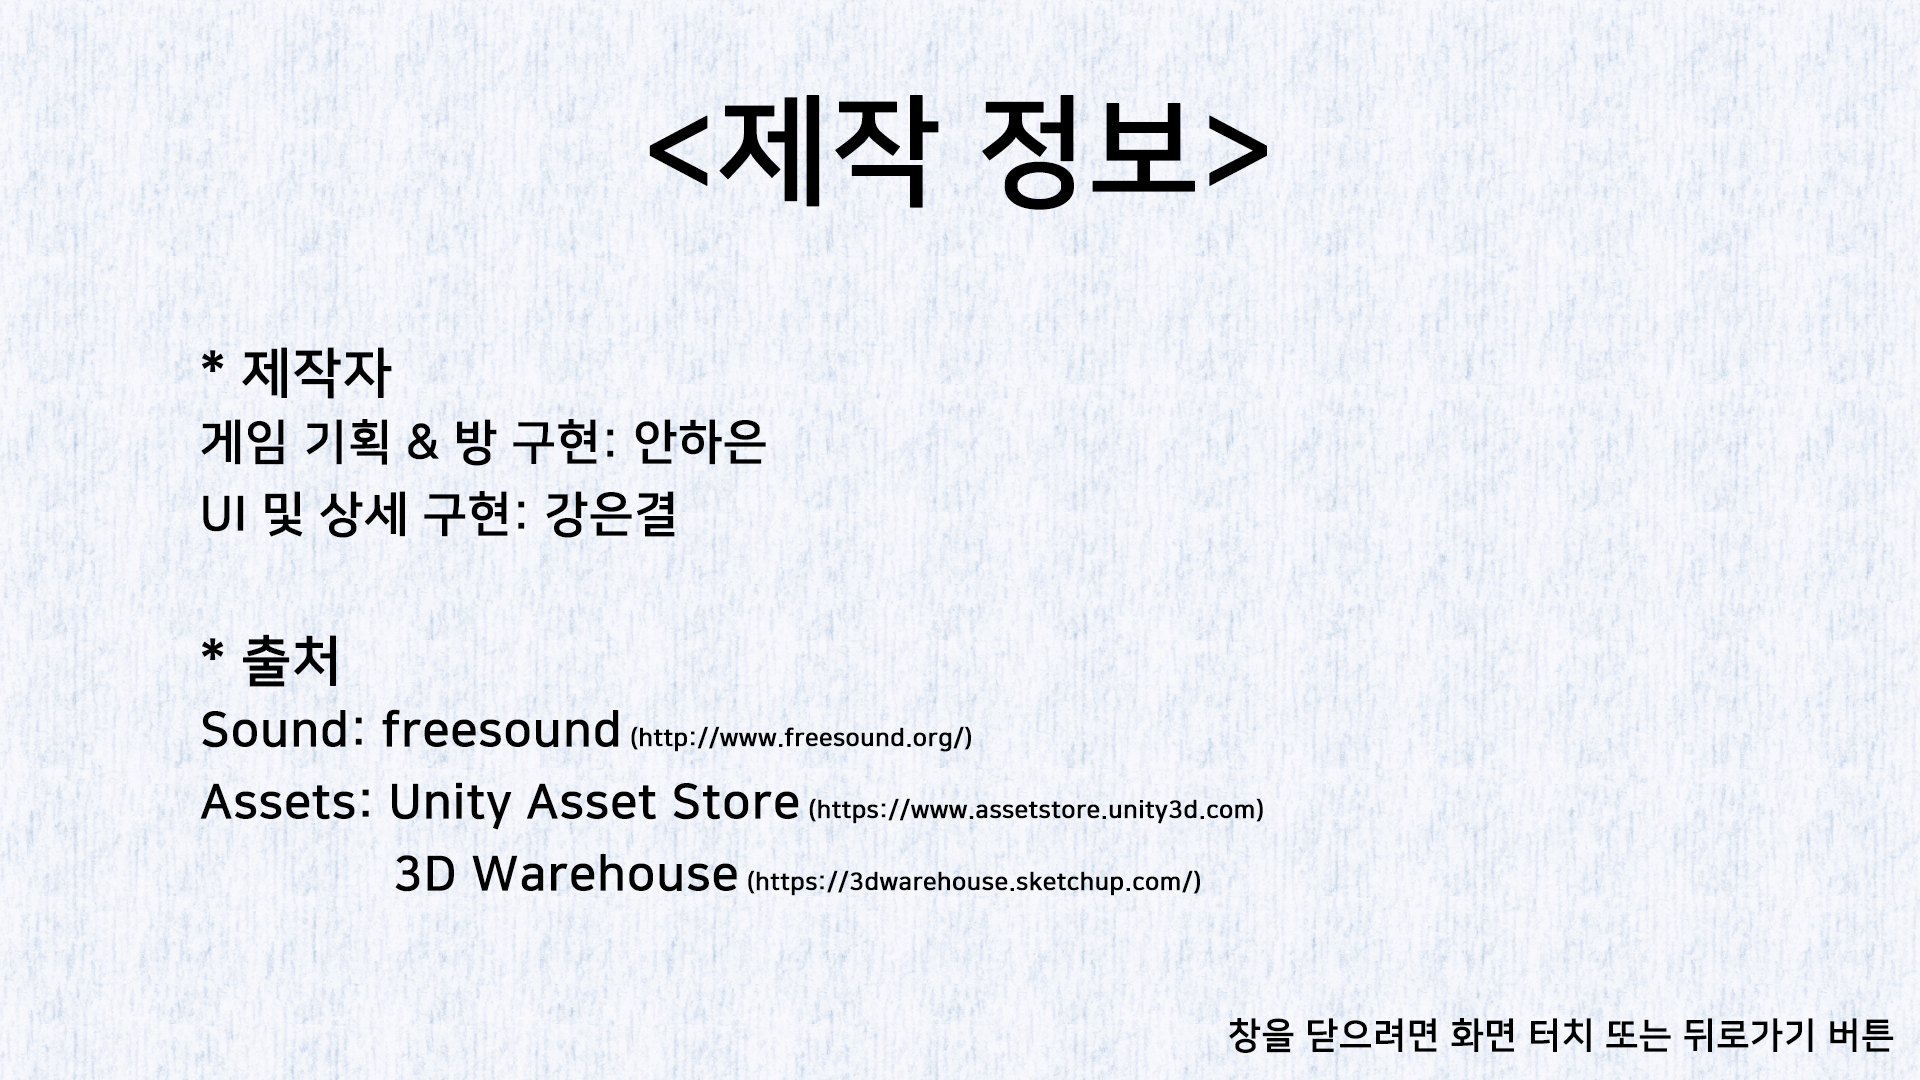 <제작 정보>
* 제작자
게임 기획 & 방 구현: 안하은
UI 및 상세 구현: 강은결
* 출처
Sound: freesound (http://www.freesound.org/)
Assets: Unity Asset Store (https://www.assetstore.unity3d.com)
3D Warehouse (https://3dwarehouse.sketchup.com/)
창을 닫으려면 화면 터치 또는 뒤로가기 버튼